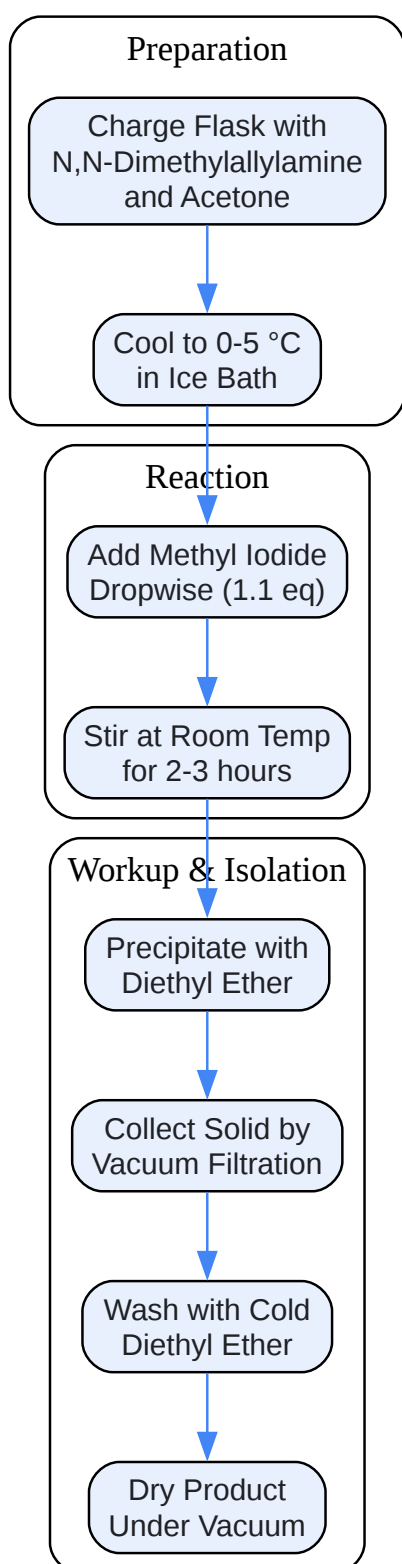 Preparation
Charge Flask with
N,N-Dimethylallylamine
and Acetone
Cool to 0-5 °C
in Ice Bath
Reaction
Add Methyl Iodide
Dropwise (1.1 eq)
Stir at Room Temp
for 2-3 hours
Workup & Isolation
Precipitate with
Diethyl Ether
Collect Solid by
Vacuum Filtration
Wash with Cold
Diethyl Ether
Dry Product
Under Vacuum